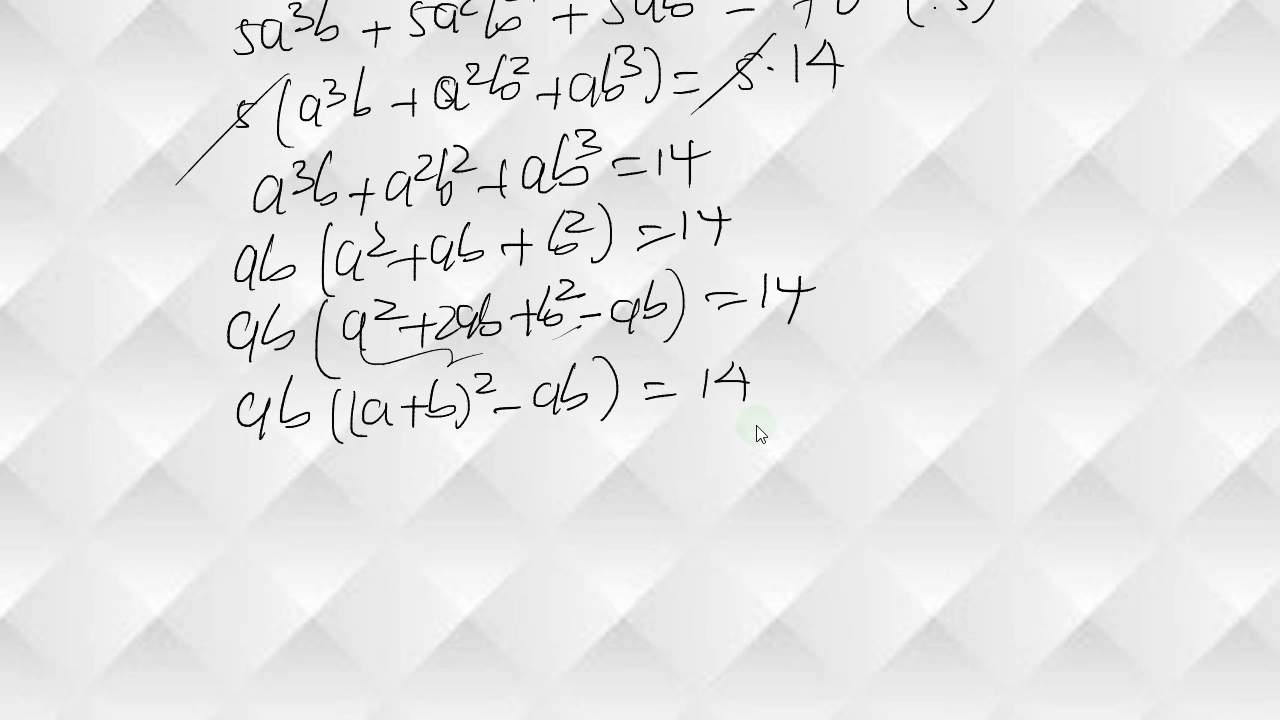 5a³b + 5a²b² + 5ab³ = 70 (:5)
5(a³b + a²b² + ab³) = 5·14
a³b + a²b² + ab³ = 14
ab(a² + ab + b²) = 14
ab(a² + 2ab + b² - ab) = 14
ab((a+b)² - ab) = 14